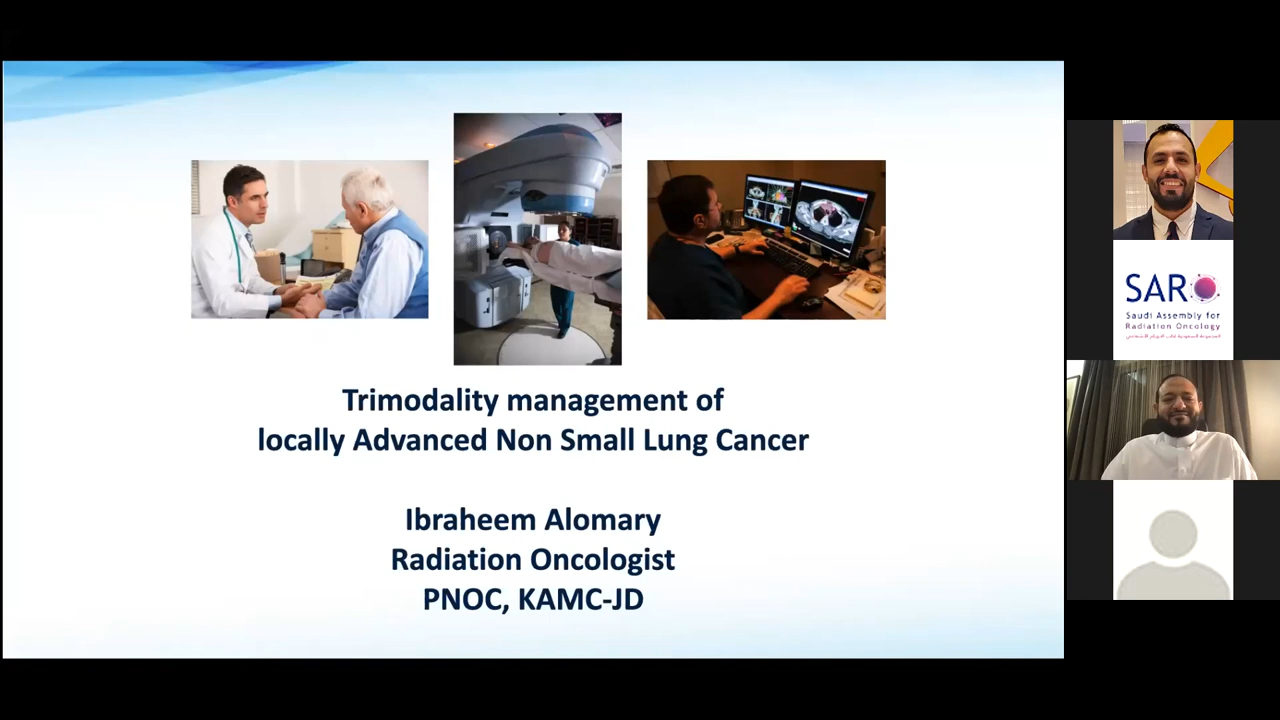 Trimodality management of
locally Advanced Non Small Lung Cancer
Ibraheem Alomary
Radiation Oncologist
PNOC, KAMC-JD
SARO
Saudi Assembly for
Radiation Oncology